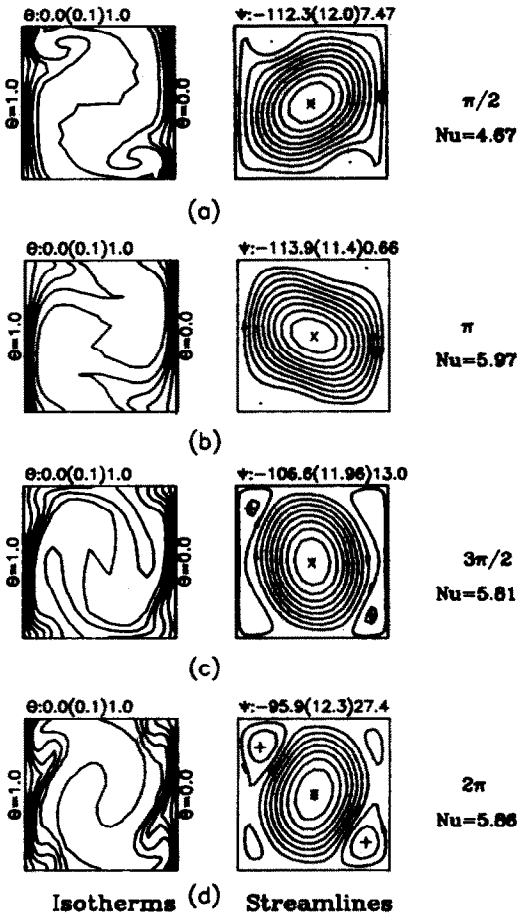 θ:0.0(0.1)1.0 ψ:-112.3(12.0)7.47
θ=1.0 θ=0.0 π/2
Nu=4.67
(a)
θ:0.0(0.1)1.0 ψ:-113.9(11.4)0.66
θ=1.0 θ=0.0 π
Nu=5.97
(b)
θ:0.0(0.1)1.0 ψ:-106.6(11.96)13.0
θ=1.0 θ=0.0 3π/2
Nu=5.81
(c)
θ:0.0(0.1)1.0 ψ:-95.9(12.3)27.4
θ=1.0 θ=0.0 2π
Nu=5.86
Isotherms (d) Streamlines